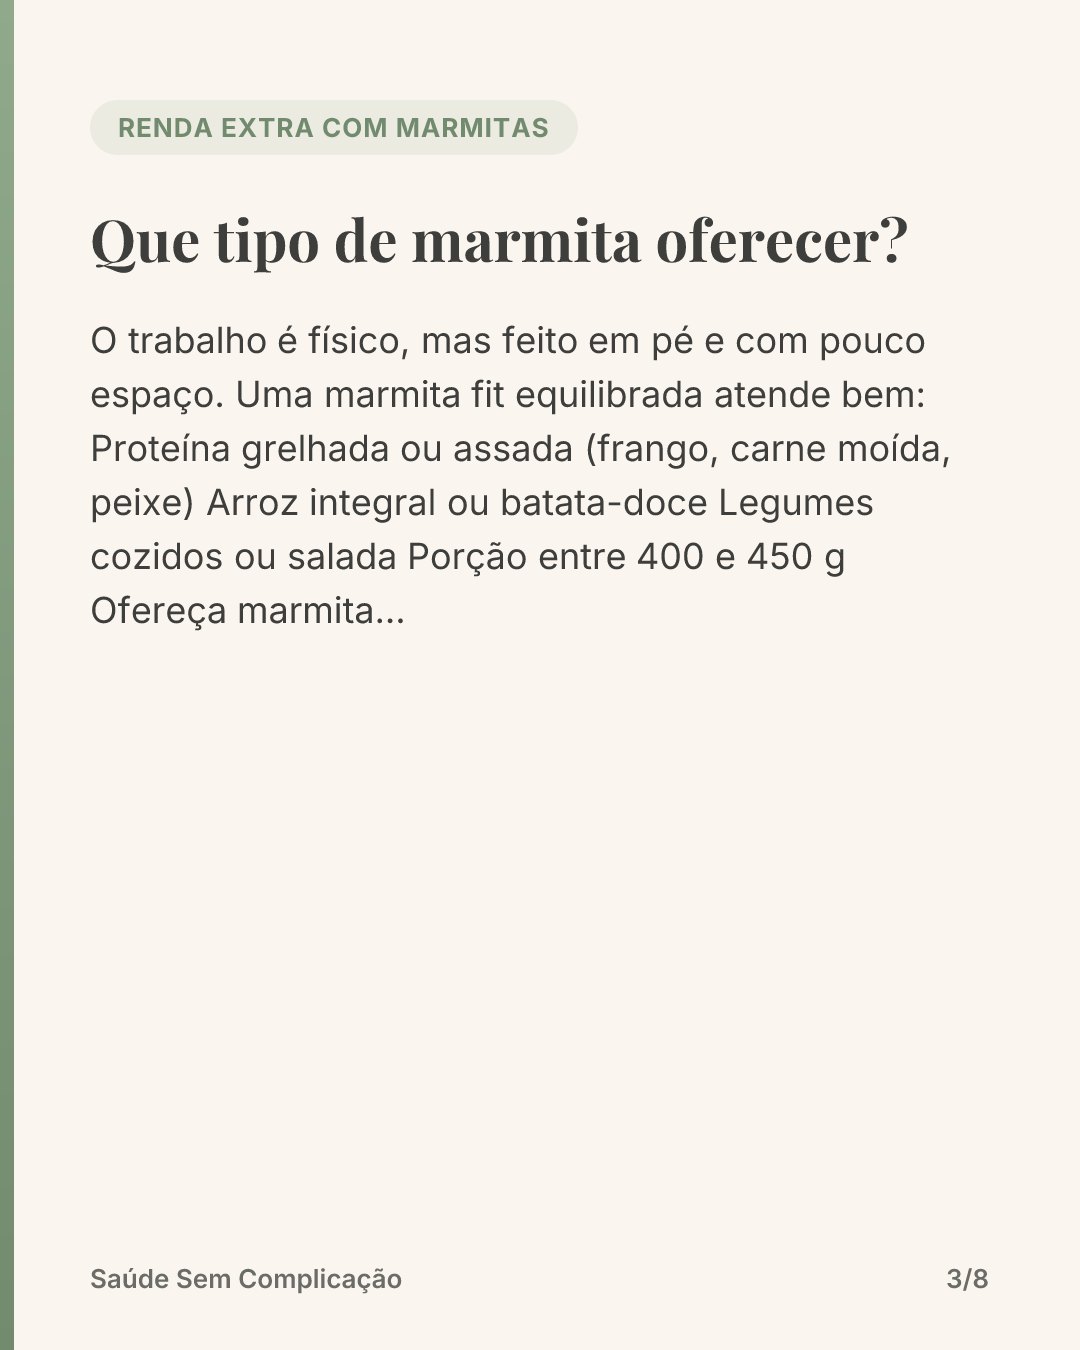 RENDA EXTRA COM MARMITAS
Que tipo de marmita oferecer?
O trabalho é físico, mas feito em pé e com pouco
espaço. Uma marmita fit equilibrada atende bem:
Proteína grelhada ou assada (frango, carne moída,
peixe) Arroz integral ou batata-doce Legumes
cozidos ou salada Porção entre 400 e 450 g
Ofereça marmita...
Saúde Sem Complicação
3/8